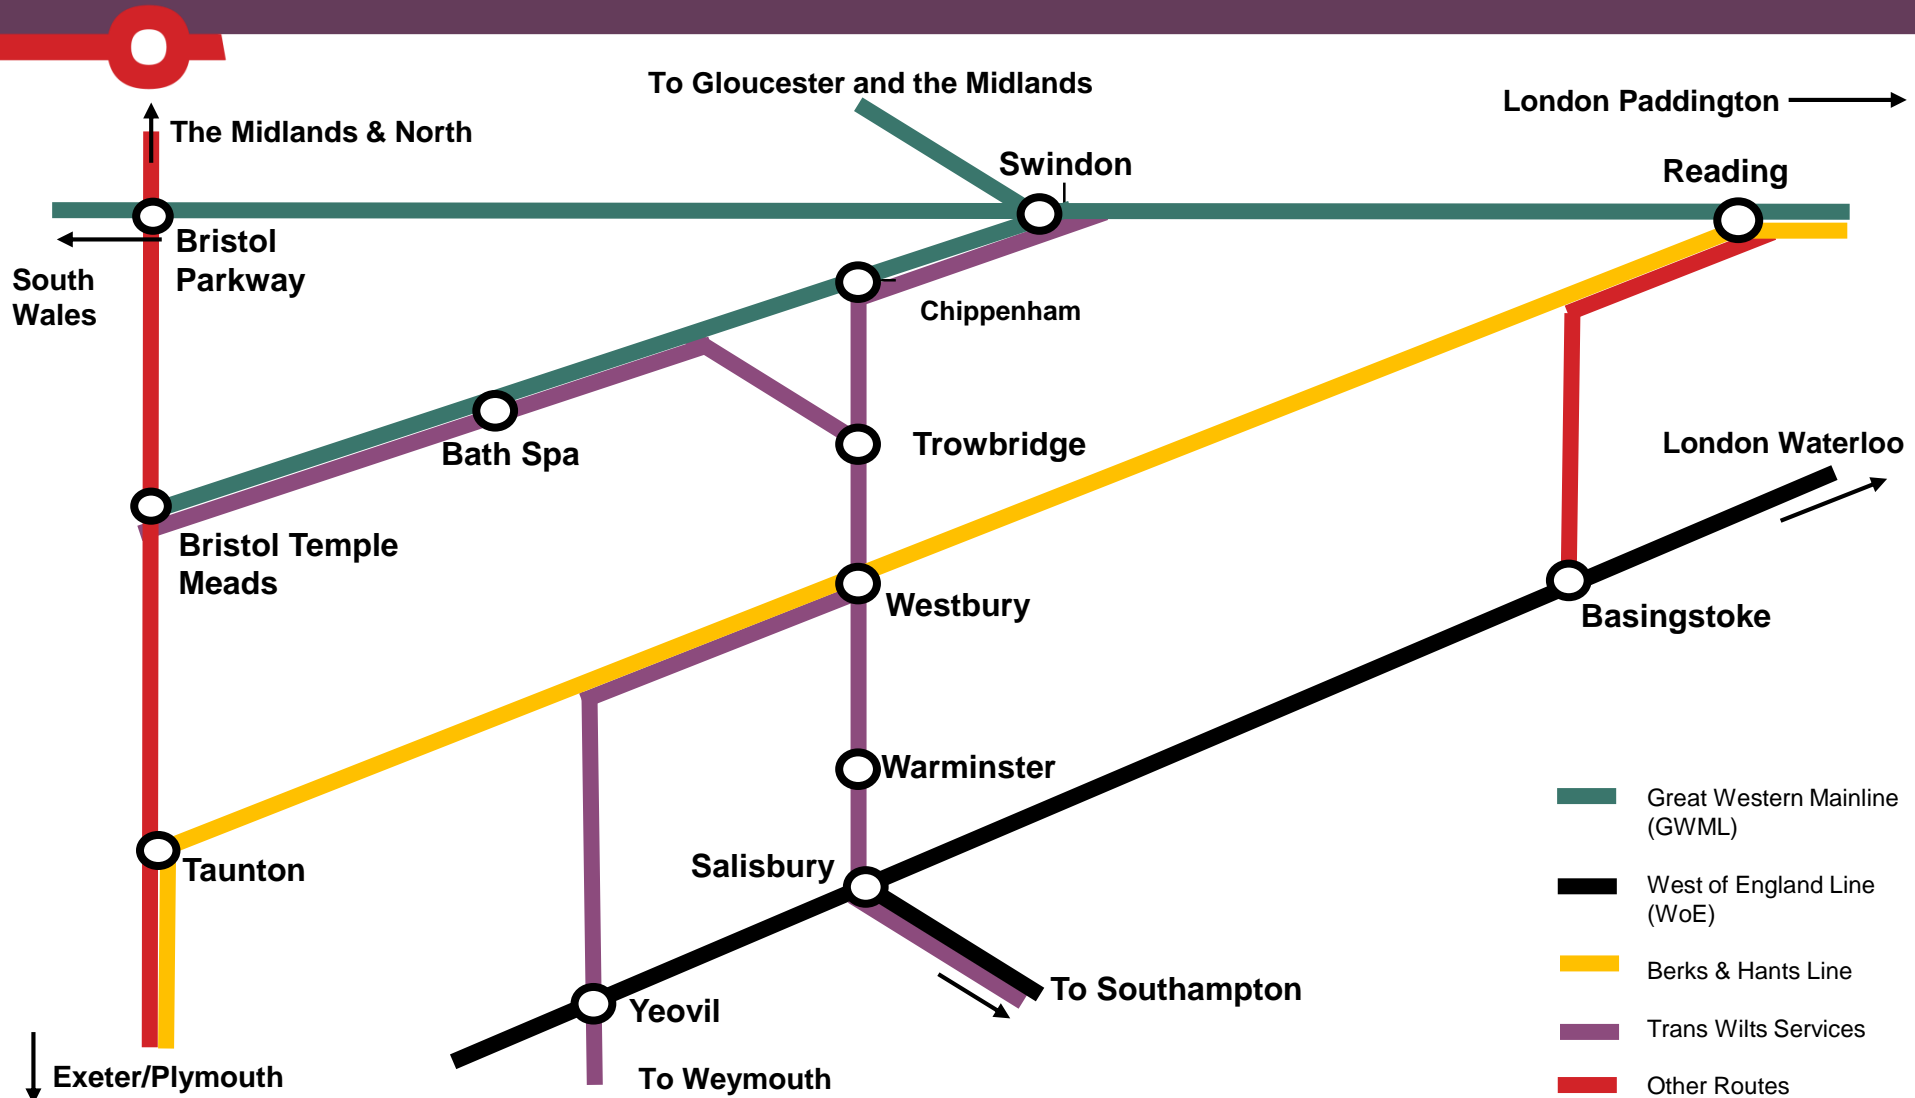 To Gloucester and the Midlands
London Paddington
The Midlands & North
Swindon
Reading
Bristol
Parkway
South
Wales
Chippenham
Bath Spa
Trowbridge
London Waterloo
Bristol Temple
Meads
Westbury
Basingstoke
Warminster
Taunton
Salisbury
To Southampton
Yeovil
Exeter/Plymouth
To Weymouth
Great Western Mainline
(GWML)
West of England Line
(WoE)
Berks & Hants Line
Trans Wilts Services
Other Routes